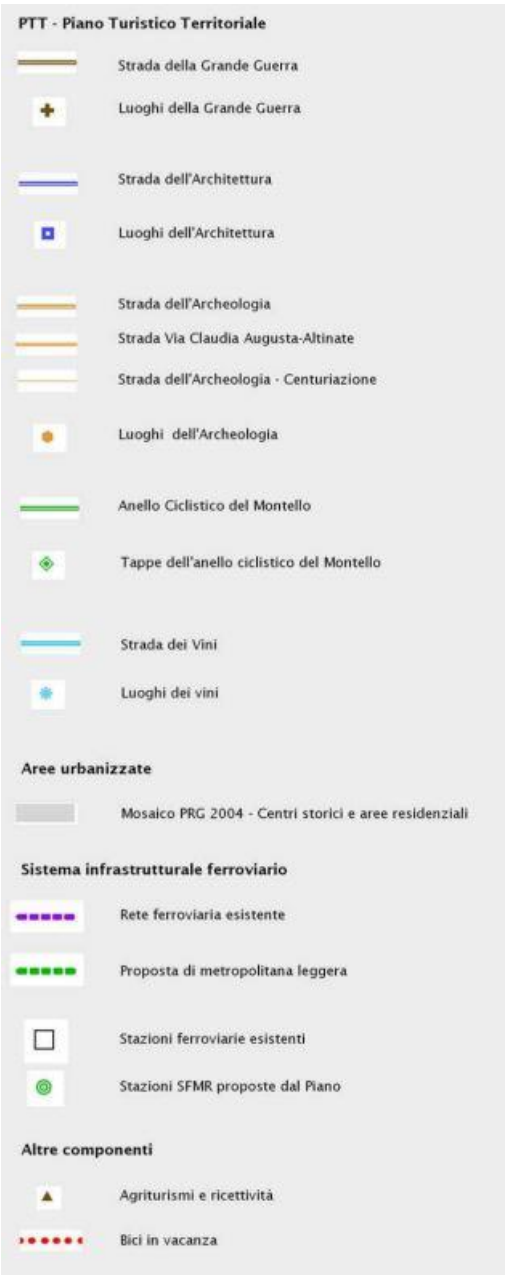 PTT - Piano Turistico Territoriale
Strada della Grande Guerra
Luoghi della Grande Guerra
Strada dell'Architettura
Luoghi dell'Architettura
Strada dell'Archeologia
Strada Via Claudia Augusta-Altinate
Strada dell'Archeologia - Centuriazione
Luoghi dell'Archeologia
Anello Ciclistico del Montello
Tappe dell'anello ciclistico del Montello
Strada dei Vini
Luoghi dei vini
Aree urbanizzate
Mosaico PRG 2004 - Centri storici e aree residenziali
Sistema infrastrutturale ferroviario
Rete ferroviaria esistente
Proposta di metropolitana leggera
Stazioni ferroviarie esistenti
Stazioni SFMR proposte dal Piano
Altre componenti
Agriturismi e ricettività
Bici in vacanza